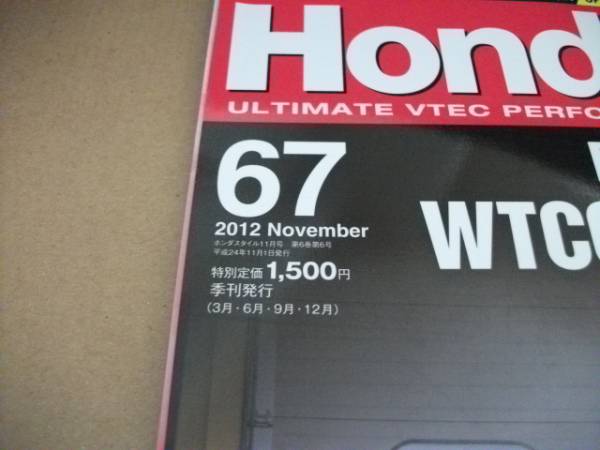 Hond
ULTIMATE VTEC PERFO
67
WTCC
2012 November
ホンダスタイル11月号 第6巻第6号
平成24年11月1日発行
特別定価1,500円
季刊発行
(3月・6月・9月・12月)